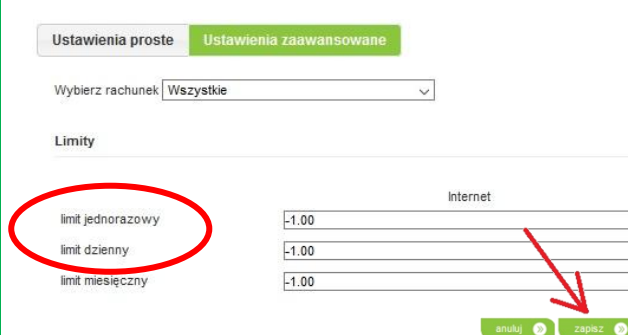 Ustawienia proste Ustawienia zaawansowane
Wybierz rachunek Wszystkie
Limity
Internet
limit jednorazowy -1.00
limit dzienny -1.00
limit miesięczny -1.00
anuluj zapisz